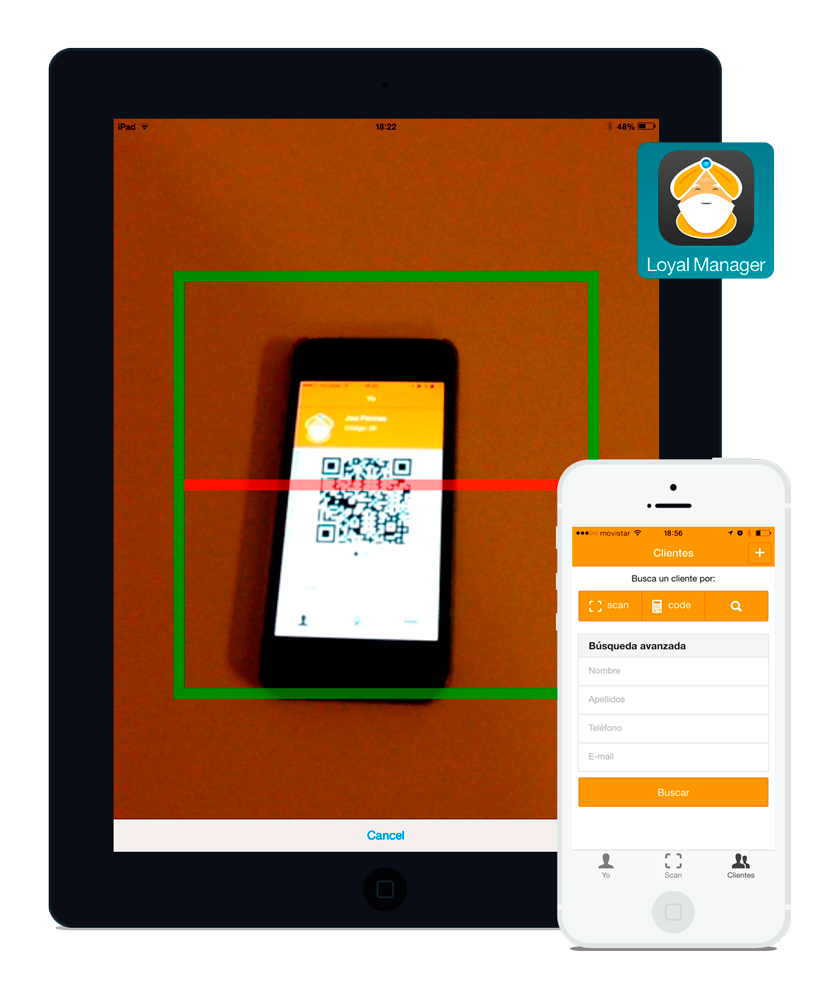 iPad 18:22 48%
Loyal Manager
Yo
Código:
Cancel
movistar 18:56
Clientes +
Busca un cliente por:
scan code
Búsqueda avanzada
Nombre
Apellidos
Teléfono
E-mail
Buscar
Yo Scan Clientes